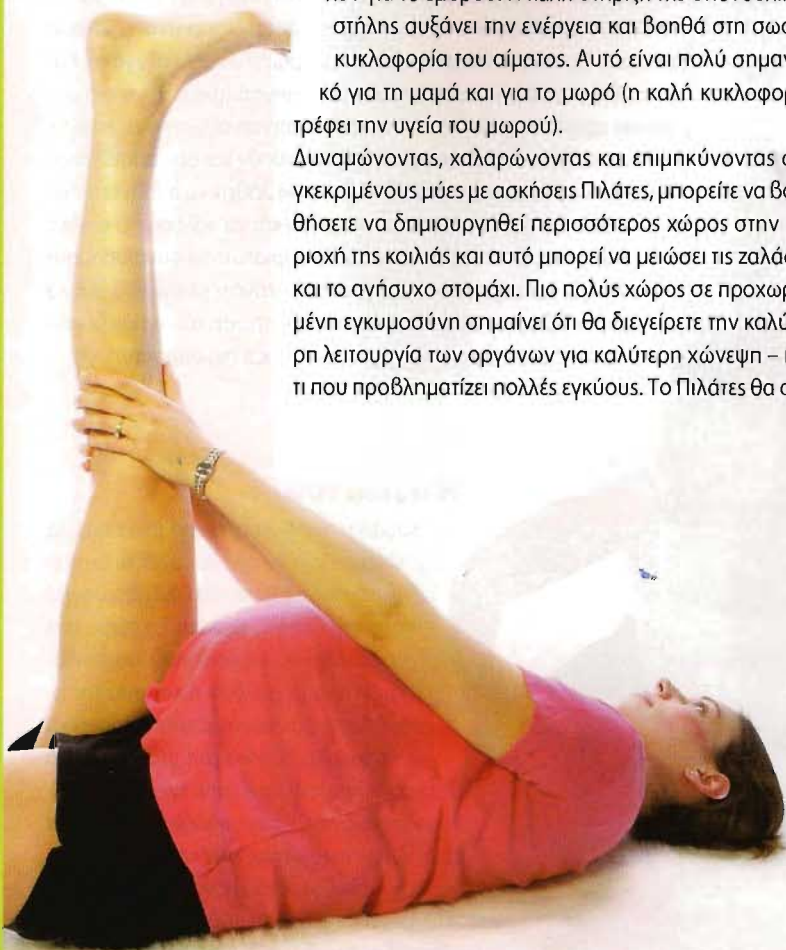 στήλης αυξάνει την ενέργεια και βοηθά στη σωσ
κυκλοφορία του αίματος. Αυτό είναι πολύ σημαν
κό για τη μαμά και για το μωρό (η καλή κυκλοφορ
τρέφει την υγεία του μωρού).
Δυναμώνοντας, χαλαρώνοντας και επιμηκύνοντας σ
γκεκριμένους μύες με ασκήσεις Πιλάτες, μπορείτε να βο
θήσετε να δημιουργηθεί περισσότερος χώρος στην
ριοχή της κοιλιάς και αυτό μπορεί να μειώσει τις ζαλάδ
και το ανήσυχο στομάχι. Πιο πολύς χώρος σε προχωρ
μένη εγκυμοσύνη σημαίνει ότι θα διεγείρετε την καλύ
ρη λειτουργία των οργάνων για καλύτερη χώνεψη –
τι που προβληματίζει πολλές εγκύους. Το Πιλάτες θα